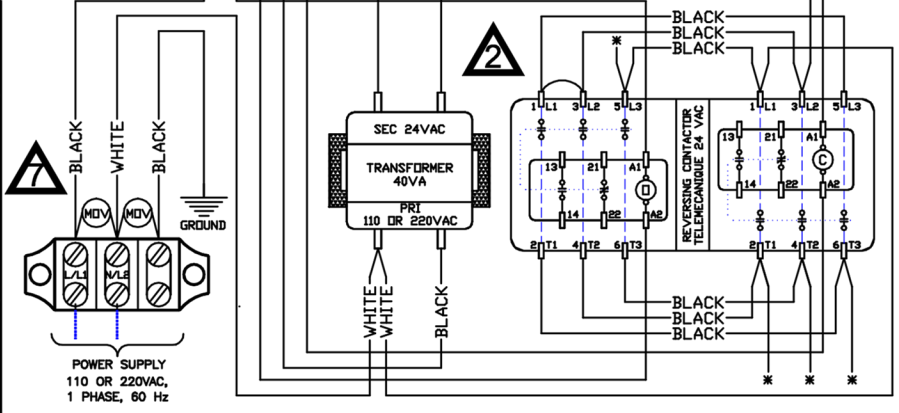 BLACK
BLACK
BLACK
*
2
7
BLACK
WHITE
BLACK
MOV
MOV
GROUND
L/L1
N/L2
POWER SUPPLY
110 OR 220VAC,
1 PHASE, 60 Hz
SEC 24VAC
TRANSFORMER
40VA
PRI
110 OR 220VAC
WHITE
WHITE
BLACK
1 L1 3 L2 5 L3
13 21 A1
O
14 22 A2
2 T1 4 T2 6 T3
REVERSING CONTACTOR
TELEMECANIQUE 24 VAC
1 L1 3 L2 5 L3
13 21 A1
C
14 22 A2
2 T1 4 T2 6 T3
BLACK
BLACK
BLACK
* * *